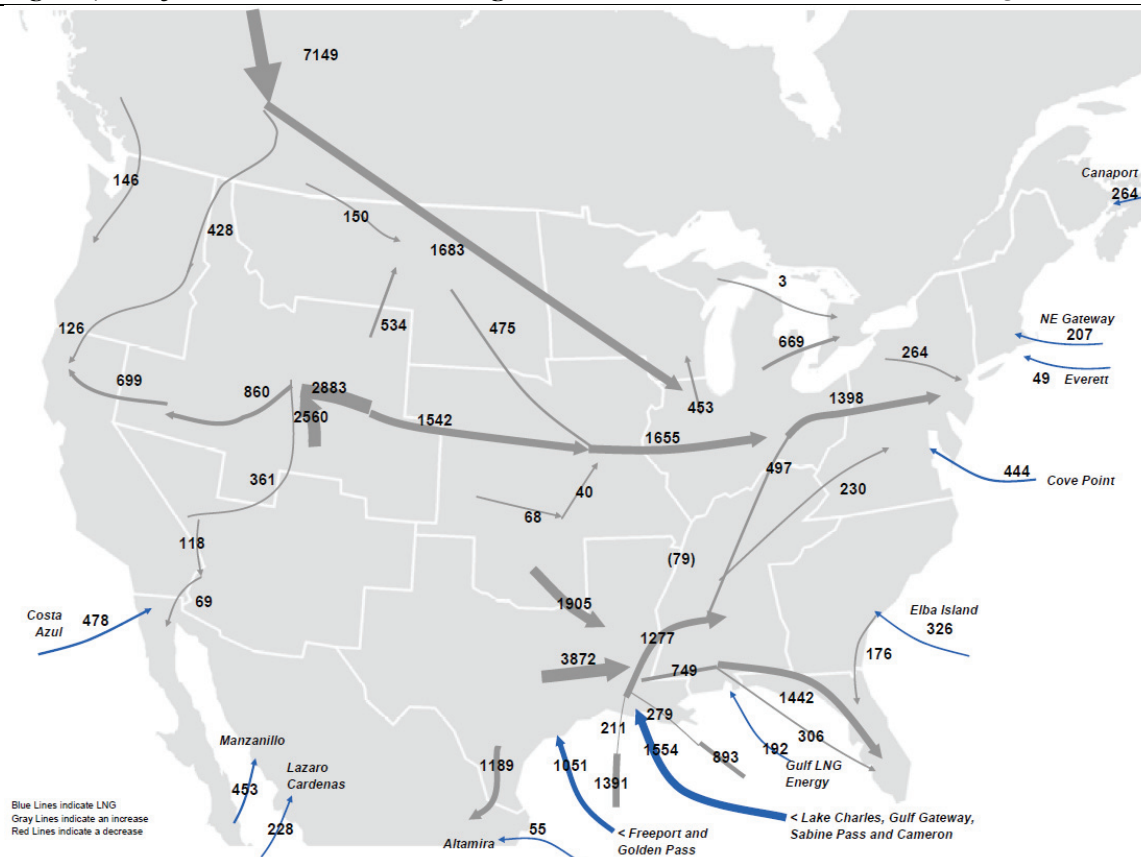 7149
Canaport
264
146
150
428
1683
3
NE Gateway
207
126
534
475
669
264
49 Everett
699
860
2883
453
1398
2560
1542
1655
444
Cove Point
361
497
40
230
68
118
(79)
69
1905
Costa
Azul
478
Elba Island
326
1277
176
3872
749
1442
279
211
306
Manzanillo
1189
1051
1554
893
192
Gulf LNG
Energy
Lazaro
Cardenas
453
1391
Blue Lines indicate LNG
Gray Lines indicate an increase
Red Lines indicate a decrease
228
Altamira
55
< Freeport and
Golden Pass
< Lake Charles, Gulf Gateway,
Sabine Pass and Cameron